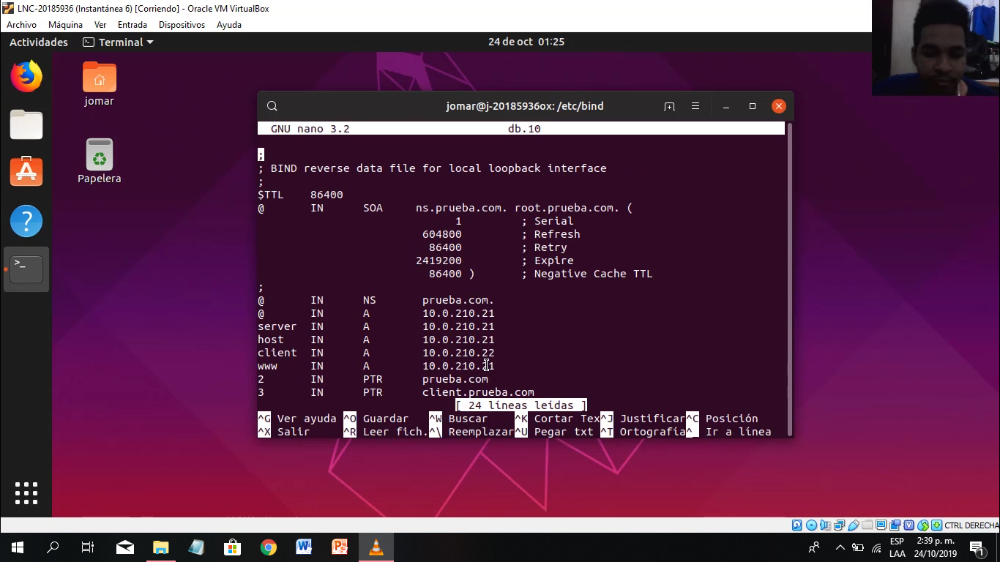 LNC-20185936 (Instantánea 6) [Corriendo] - Oracle VM VirtualBox
Archivo Máquina Ver Entrada Dispositivos Ayuda
Actividades Terminal 24 de oct 01:25
jomar
Papelera
jomar@j-20185936ox: /etc/bind
GNU nano 3.2 db.10
;
; BIND reverse data file for local loopback interface
;
$TTL 86400
@ IN SOA ns.prueba.com. root.prueba.com. (
1 ; Serial
604800 ; Refresh
86400 ; Retry
2419200 ; Expire
86400 ) ; Negative Cache TTL
;
@ IN NS prueba.com.
@ IN A 10.0.210.21
server IN A 10.0.210.21
host IN A 10.0.210.21
client IN A 10.0.210.22
www IN A 10.0.210.21
2 IN PTR prueba.com
3 IN PTR client.prueba.com
[ 24 líneas leídas ]
^G Ver ayuda ^O Guardar ^W Buscar ^K Cortar Tex^J Justificar^C Posición
^X Salir ^R Leer fich.^\ Reemplazar^U Pegar txt ^T Ortografía^_ Ir a línea
CTRL DERECHA
ESP 2:39 p. m.
LAA 24/10/2019 1